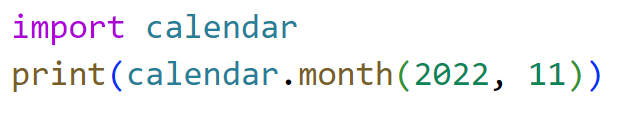 import calendar
print(calendar.month(2022, 11))